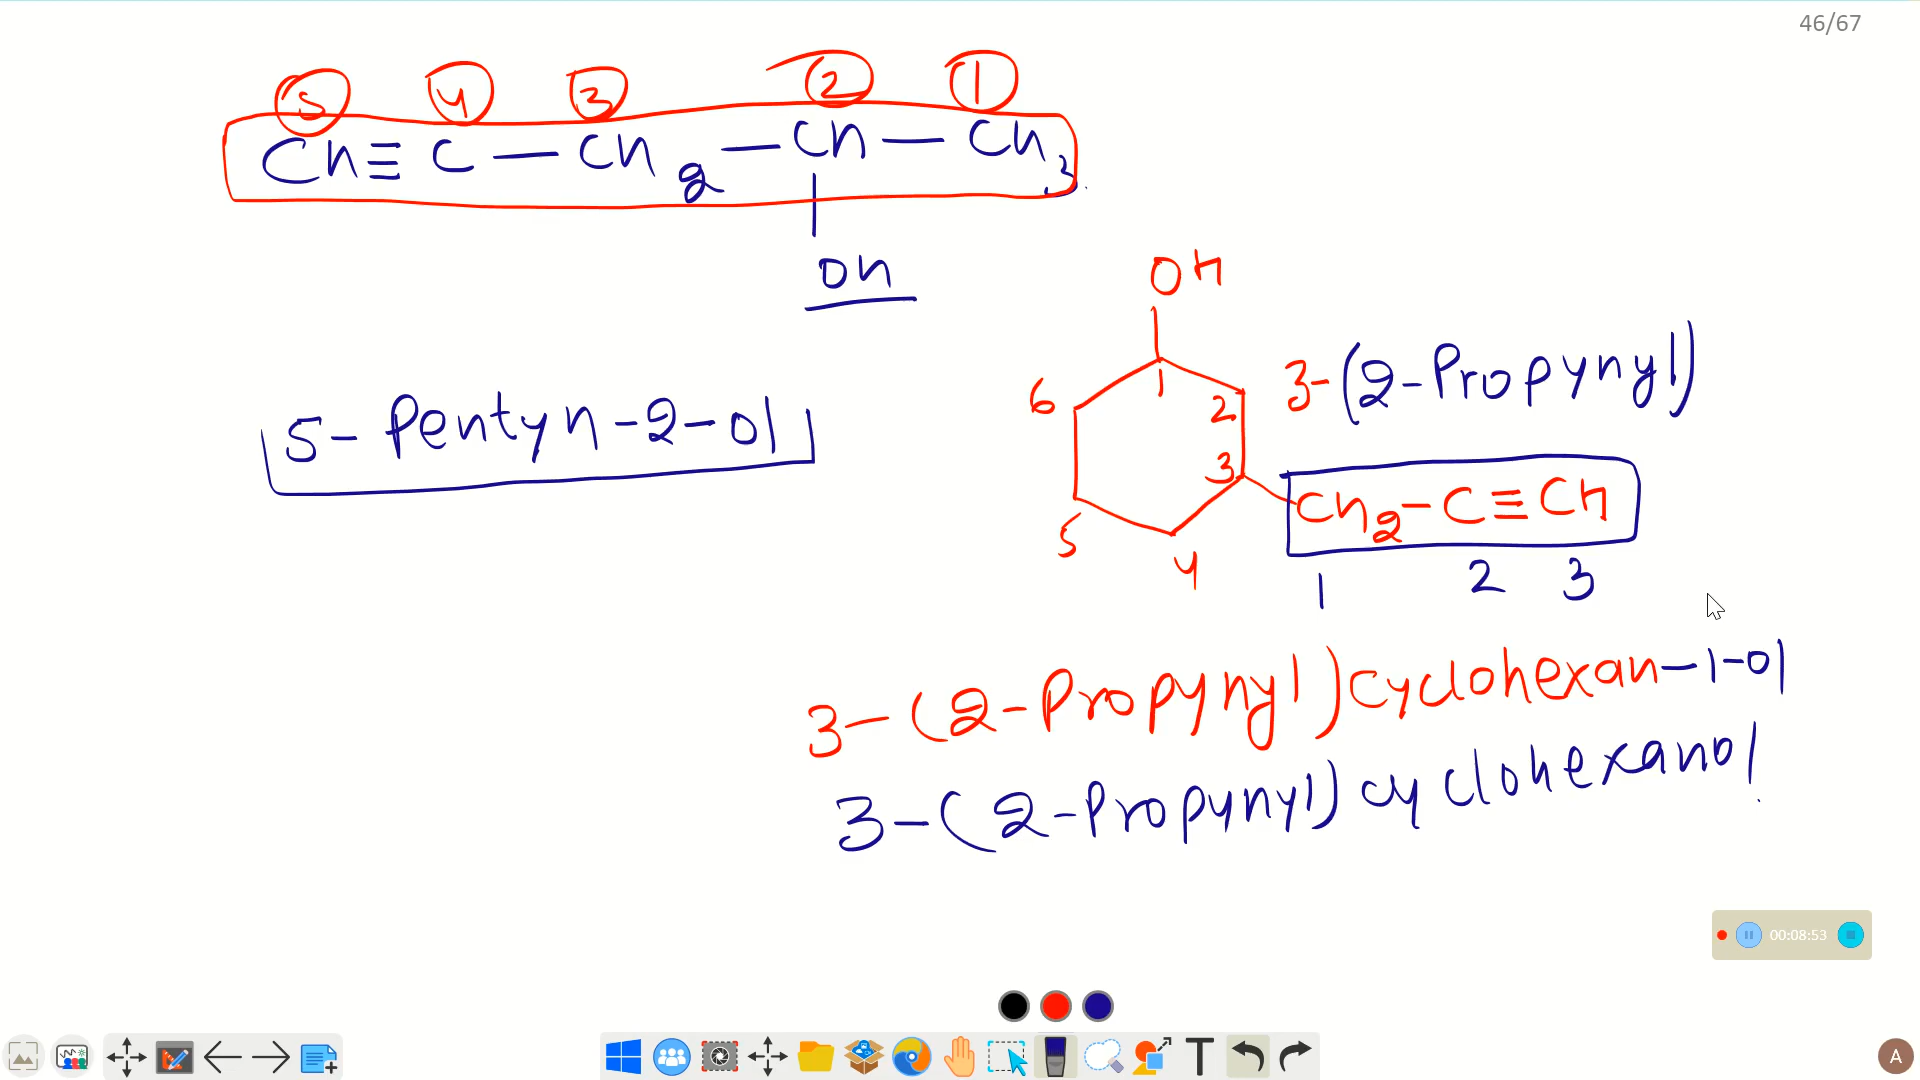 46/67
5 4 3 2 1
CH≡C—CH2—CH—CH3
OH
5-Pentyn-2-ol
OH
6 1 2 3 4 5
3-(2-Propynyl)
CH2-C≡CH
1 2 3
3-(2-Propynyl)cyclohexan-1-ol
3-(2-Propynyl)cyclohexanol
00:08:53
T
A